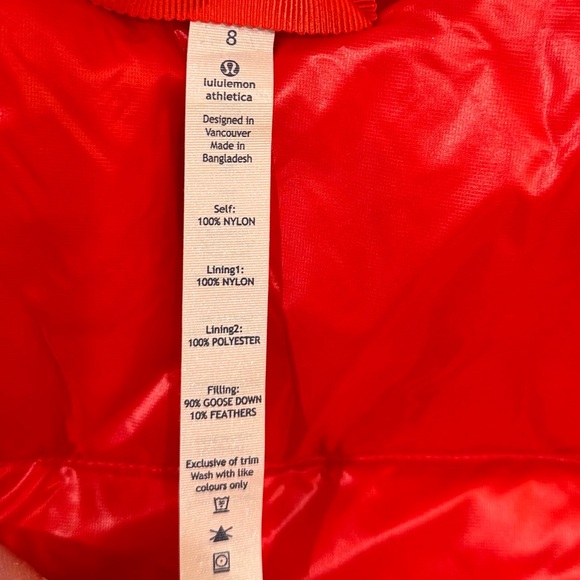 8
lululemon
athletica
Designed in
Vancouver
Made in
Bangladesh
Self:
100% NYLON
Lining1:
100% NYLON
Lining2:
100% POLYESTER
Filling:
90% GOOSE DOWN
10% FEATHERS
Exclusive of trim
Wash with like
colours only